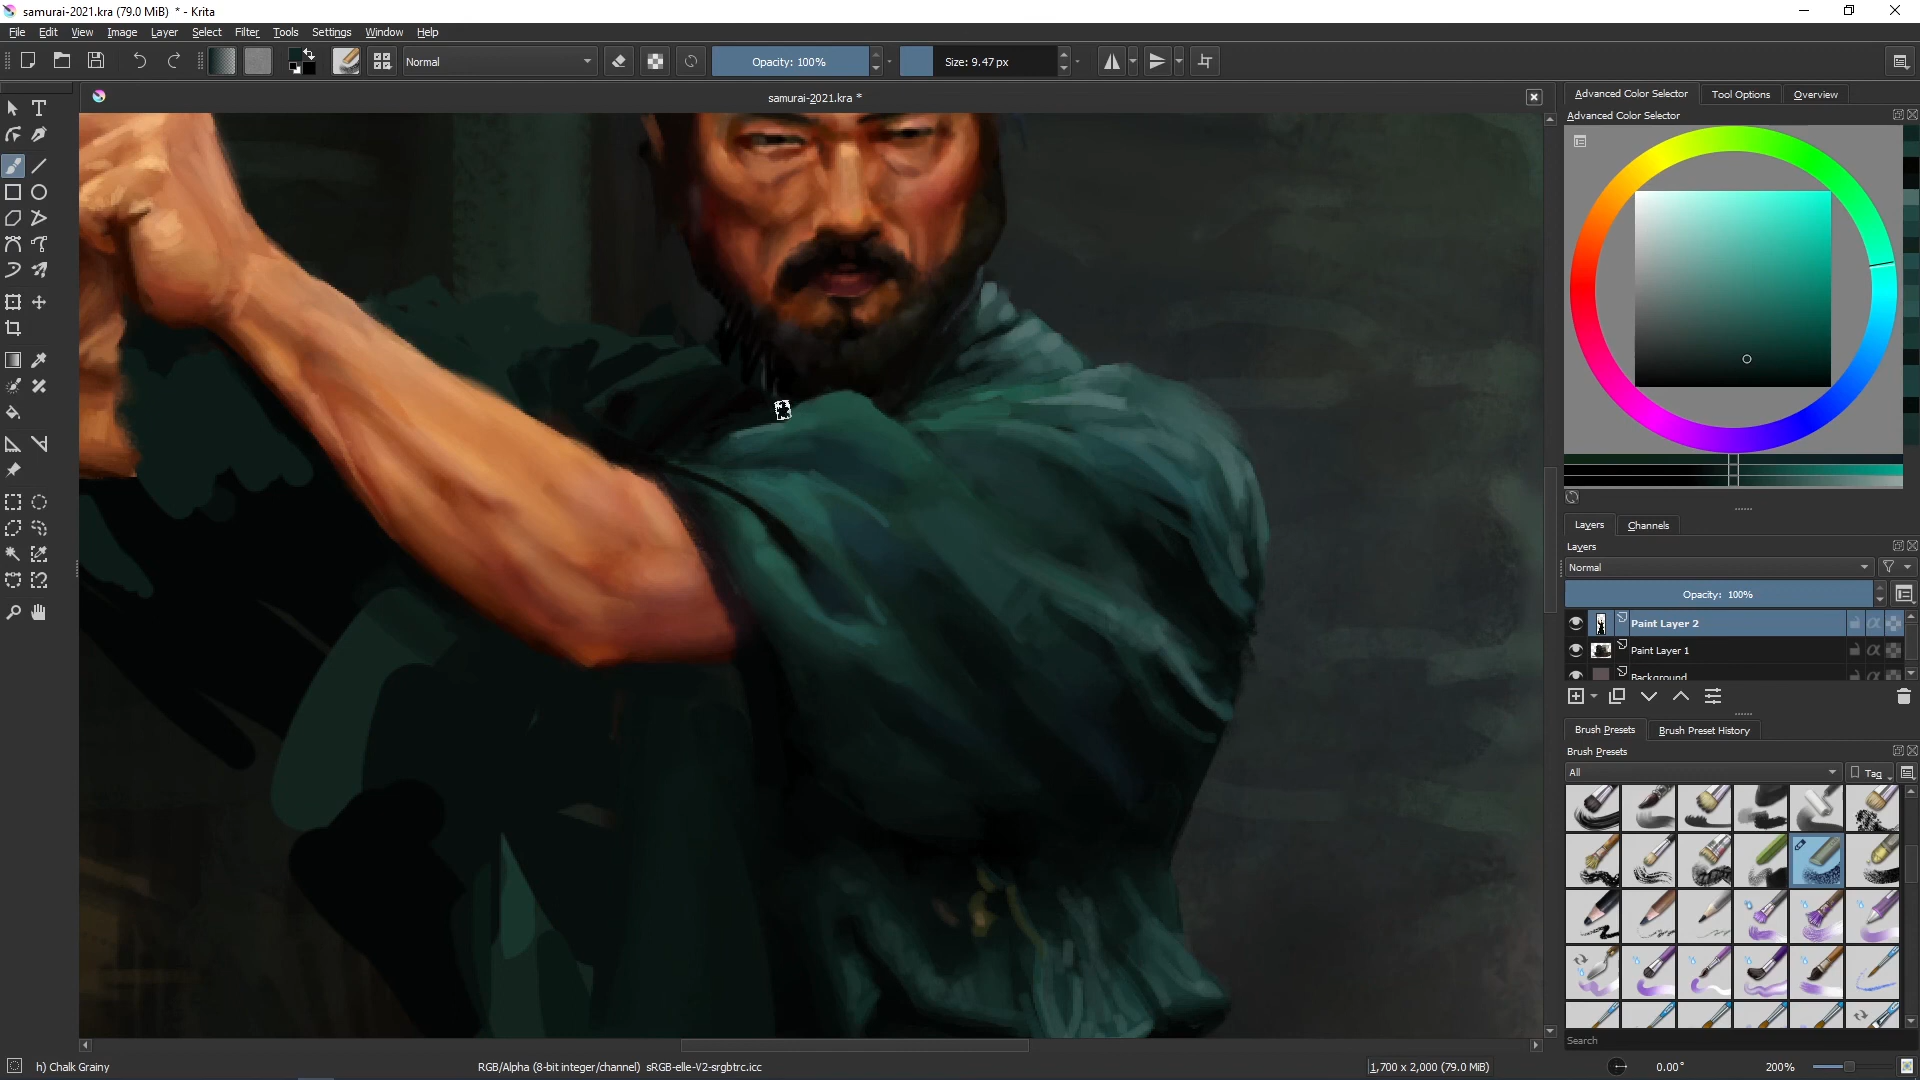 samurai-2021.kra (79.0 MiB) * - Krita
File Edit View Image Layer Select Filter Tools Settings Window Help
Normal Opacity: 100% Size: 9.47 px
samurai-2021.kra *
Advanced Color Selector Tool Options Overview
Advanced Color Selector
Layers Channels
Layers
Normal
Opacity: 100%
Paint Layer 2
Paint Layer 1
Background
Brush Presets Brush Preset History
Brush Presets
All Tag
Search
h) Chalk Grainy RGB/Alpha (8-bit integer/channel) sRGB-elle-V2-srgbtrc.icc 1,700 x 2,000 (79.0 MiB) 0.00° 200%